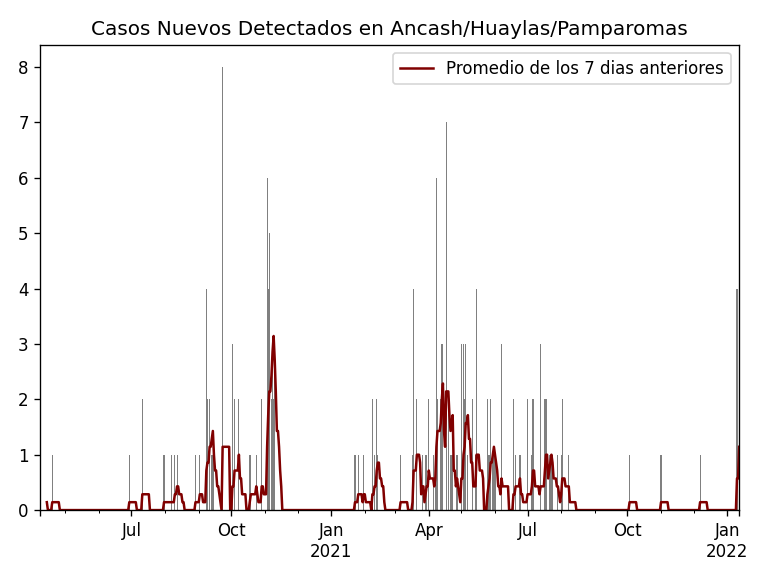 Casos Nuevos Detectados en Ancash/Huaylas/Pamparomas
Promedio de los 7 dias anteriores
8
7
6
5
4
3
2
1
0
Jul
Oct
Jan
2021
Apr
Jul
Oct
Jan
2022